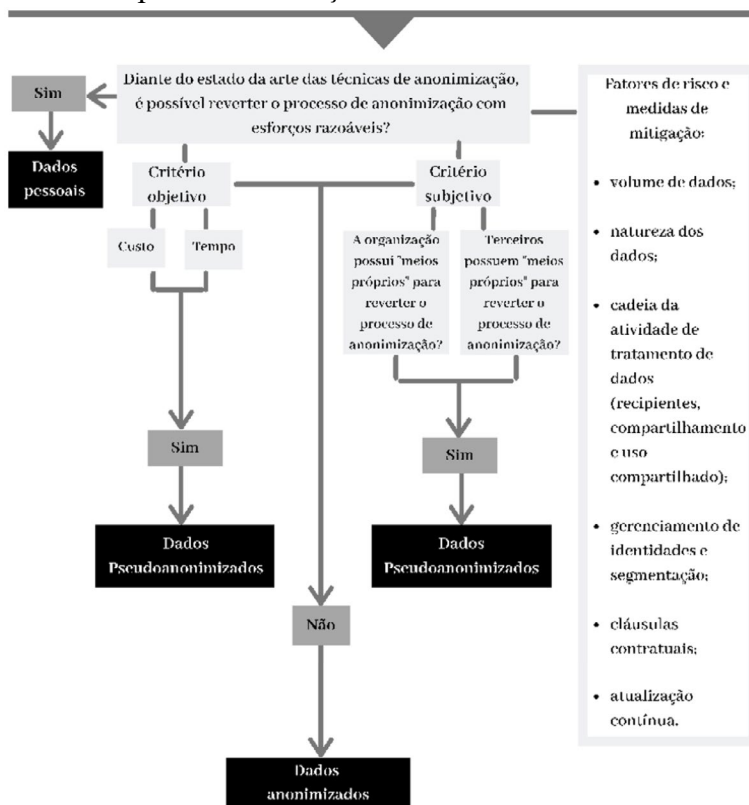 Diante do estado da arte das técnicas de anonimização,
é possível reverter o processo de anonimização com
esforços razoáveis?
Sim
Dados
pessoais
Critério
objetivo
Critério
subjetivo
Custo
Tempo
A organização
possui "meios
próprios" para
reverter o
processo de
anonimização?
Terceiros
possuem "meios
próprios" para
reverter o
processo de
anonimização?
Sim
Sim
Dados
Pseudoanonimizados
Dados
Pseudoanonimizados
Não
Dados
anonimizados
Fatores de risco e
medidas de
mitigação:
• volume de dados;
• natureza dos
dados;
• cadeia da
atividade de
tratamento de
dados
(recipientes,
compartilhamento
e uso
compartilhado);
• gerenciamento de
identidades e
segmentação;
• cláusulas
contratuais;
• atualização
contínua.